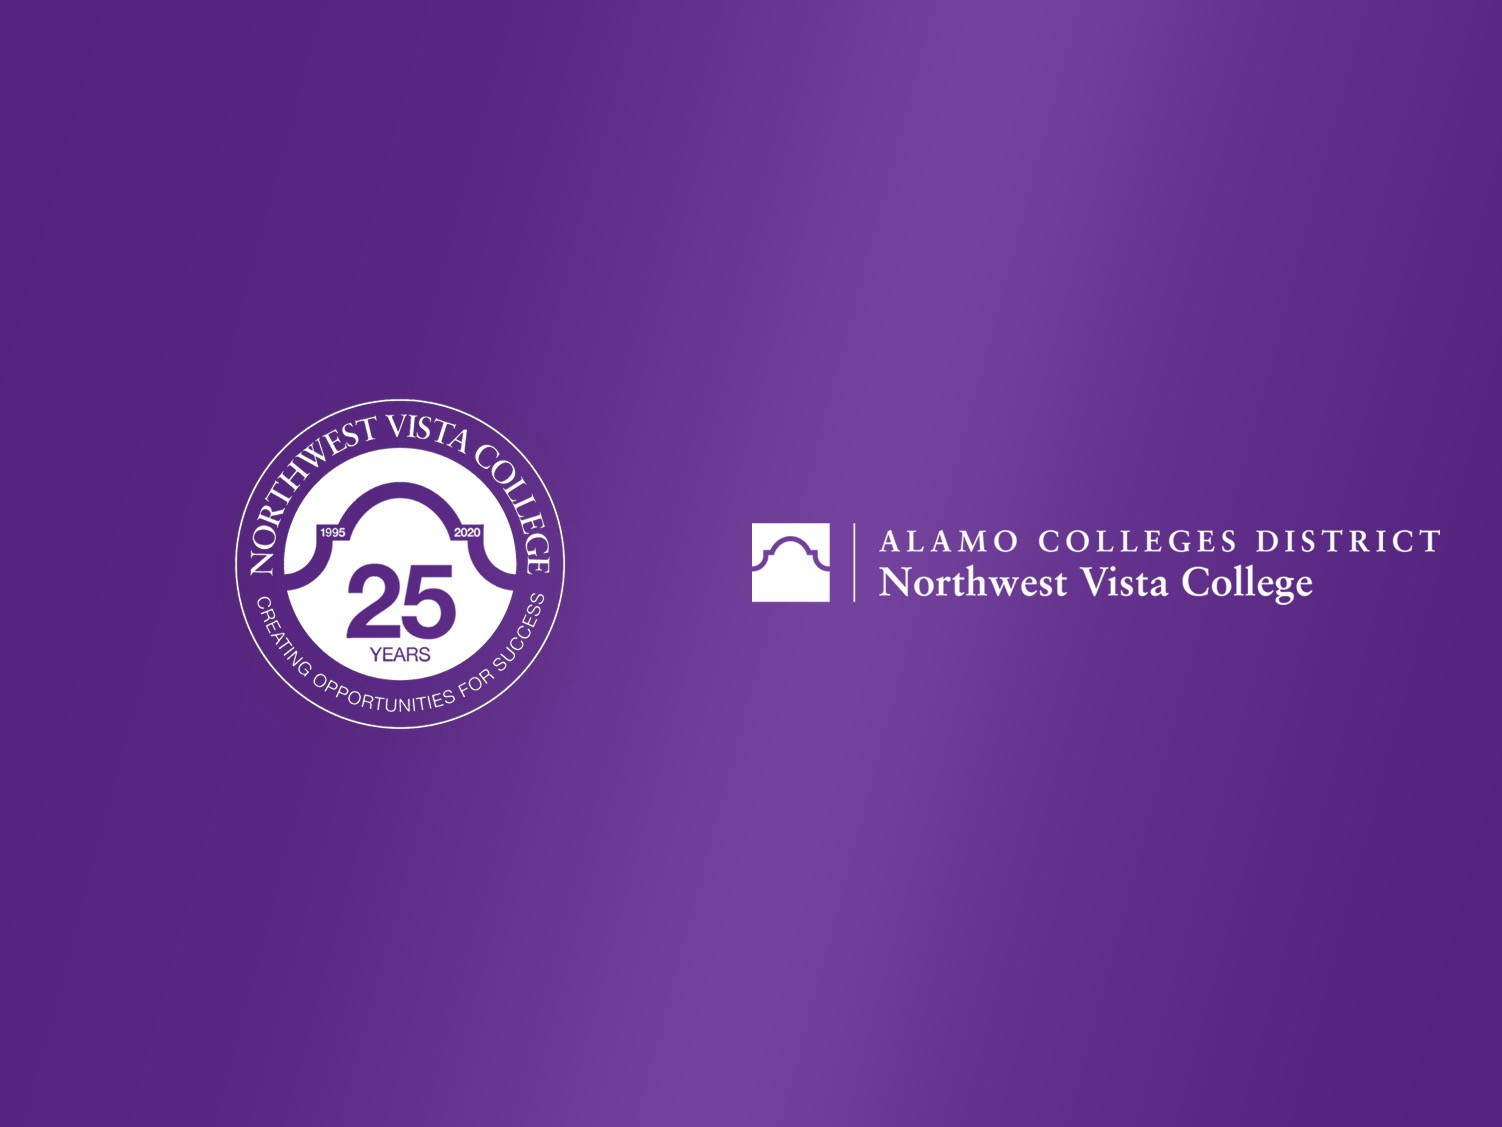 NORTHWEST VISTA COLLEGE
1995
2020
25
YEARS
CREATING OPPORTUNITIES FOR SUCCESS
ALAMO COLLEGES DISTRICT
Northwest Vista College